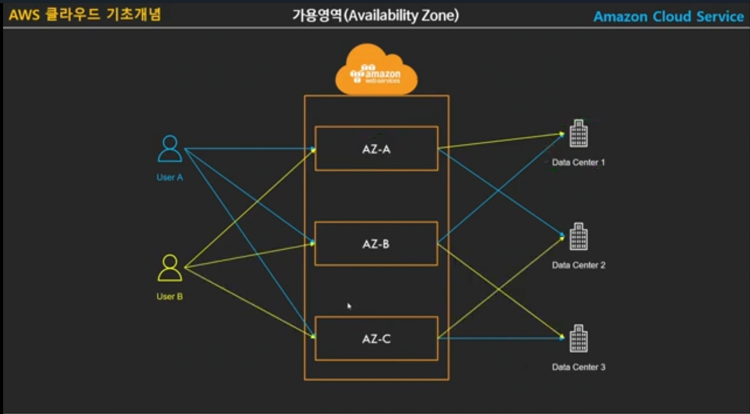 AWS 클라우드 기초개념
가용영역(Availability Zone)
Amazon Cloud Service
amazon
web services
User A
User B
AZ-A
AZ-B
AZ-C
Data Center 1
Data Center 2
Data Center 3